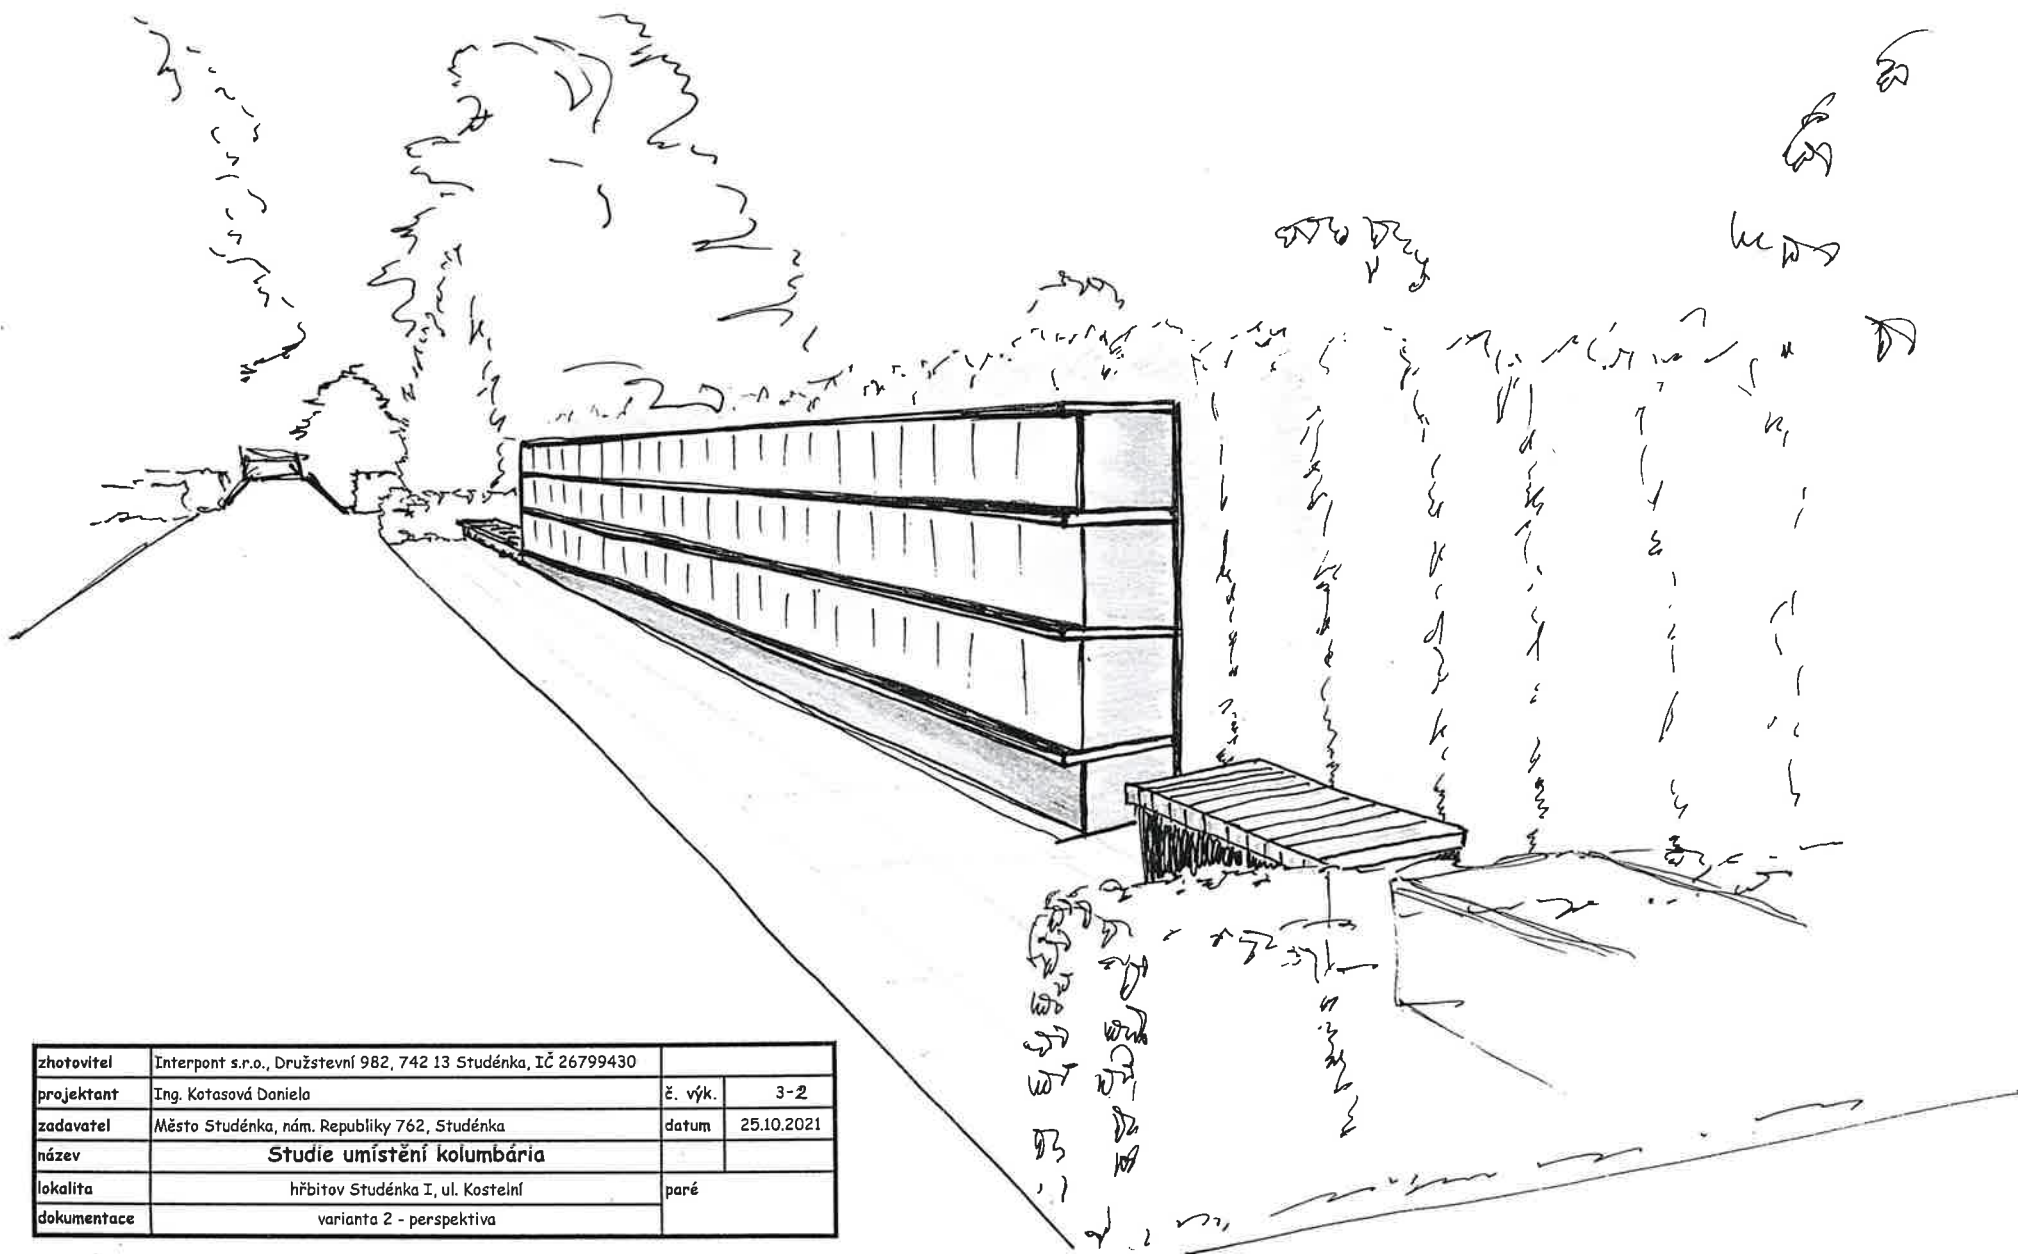 zhotovitel Interpont s.r.o., Družstevní 982, 742 13 Studénka, IČ 26799430
projektant Ing. Kotasová Daniela č. výk. 3-2
zadavatel Město Studénka, nám. Republiky 762, Studénka datum 25.10.2021
název Studie umístění kolumbária
lokalita hřbitov Studénka I, ul. Kostelní paré
dokumentace varianta 2 - perspektiva